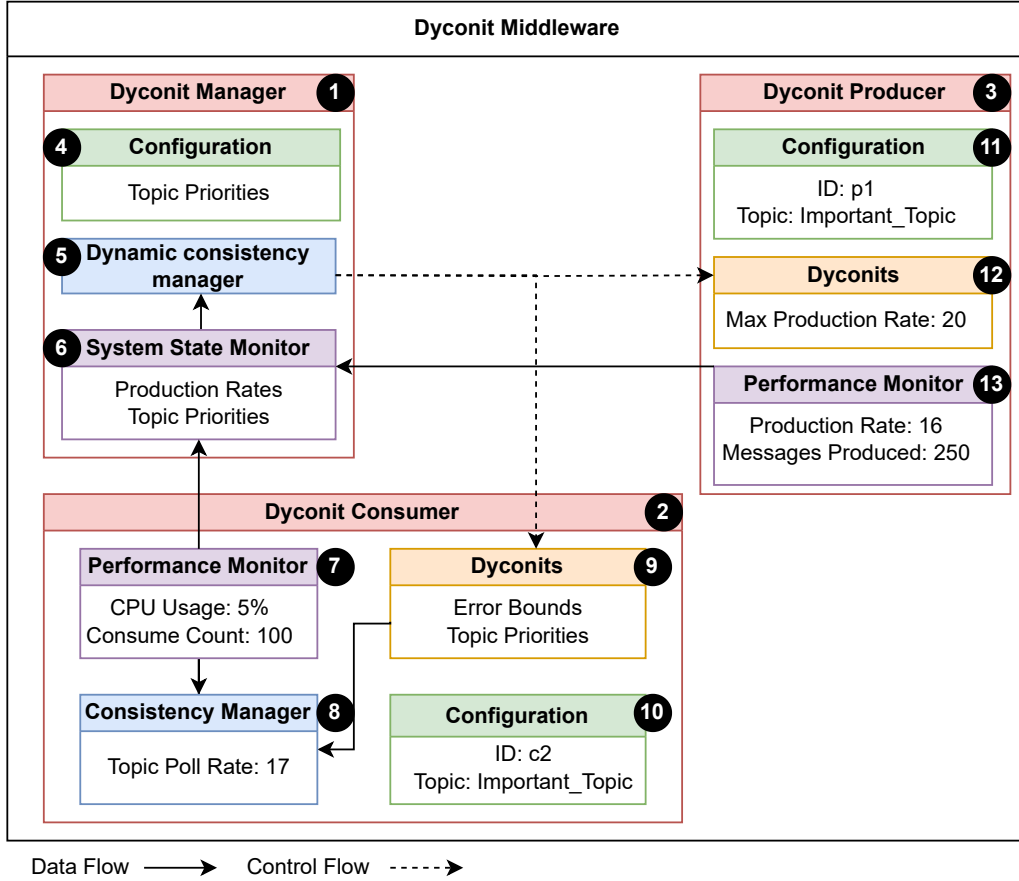 Dyconit Middleware
Dyconit Manager
1
4
Configuration
Topic Priorities
5
Dynamic consistency
manager
6
System State Monitor
Production Rates
Topic Priorities
Dyconit Producer
3
Configuration
11
ID: p1
Topic: Important_Topic
Dyconits
12
Max Production Rate: 20
Performance Monitor
13
Production Rate: 16
Messages Produced: 250
Dyconit Consumer
2
Performance Monitor
7
CPU Usage: 5%
Consume Count: 100
Consistency Manager
8
Topic Poll Rate: 17
Dyconits
9
Error Bounds
Topic Priorities
Configuration
10
ID: c2
Topic: Important_Topic
Data Flow
Control Flow